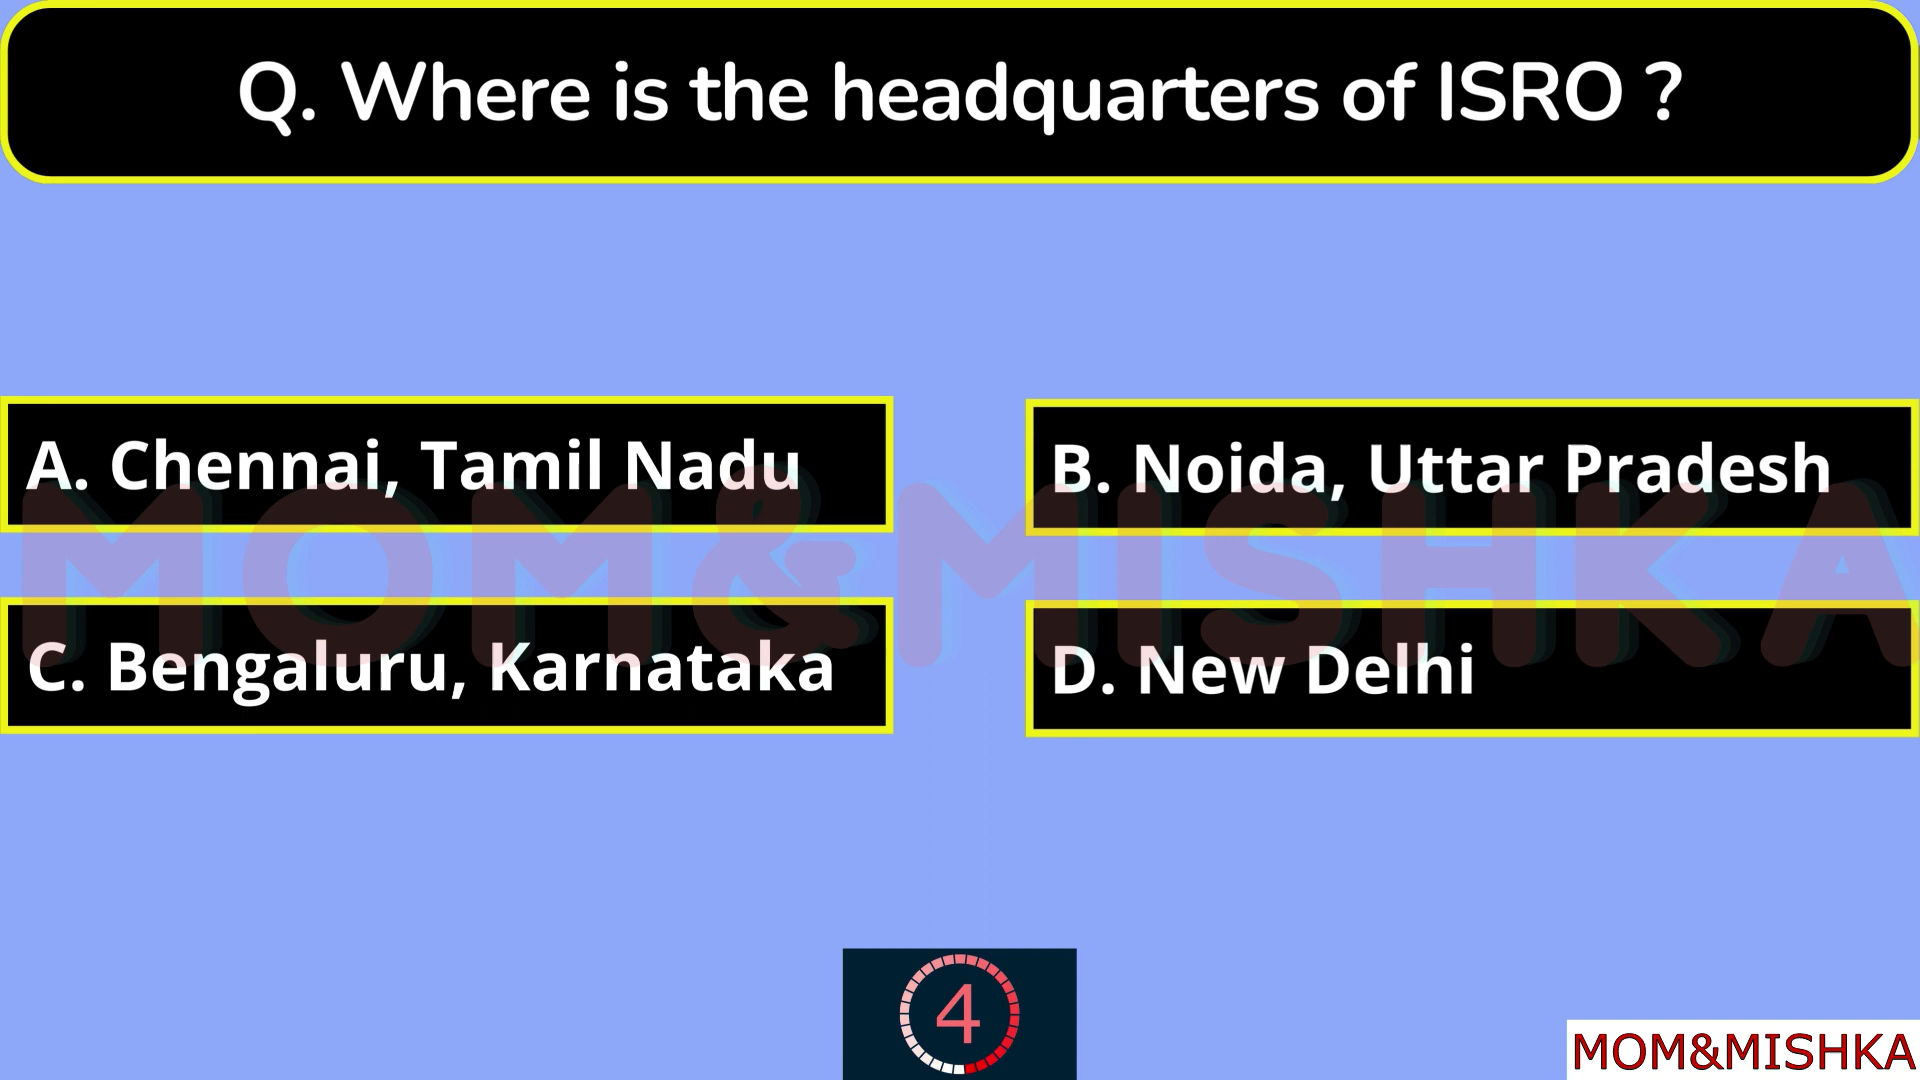 Q. Where is the headquarters of ISRO ?
A. Chennai, Tamil Nadu
B. Noida, Uttar Pradesh
MOM&MISHKA
C. Bengaluru, Karnataka
D. New Delhi
4
MOM&MISHKA